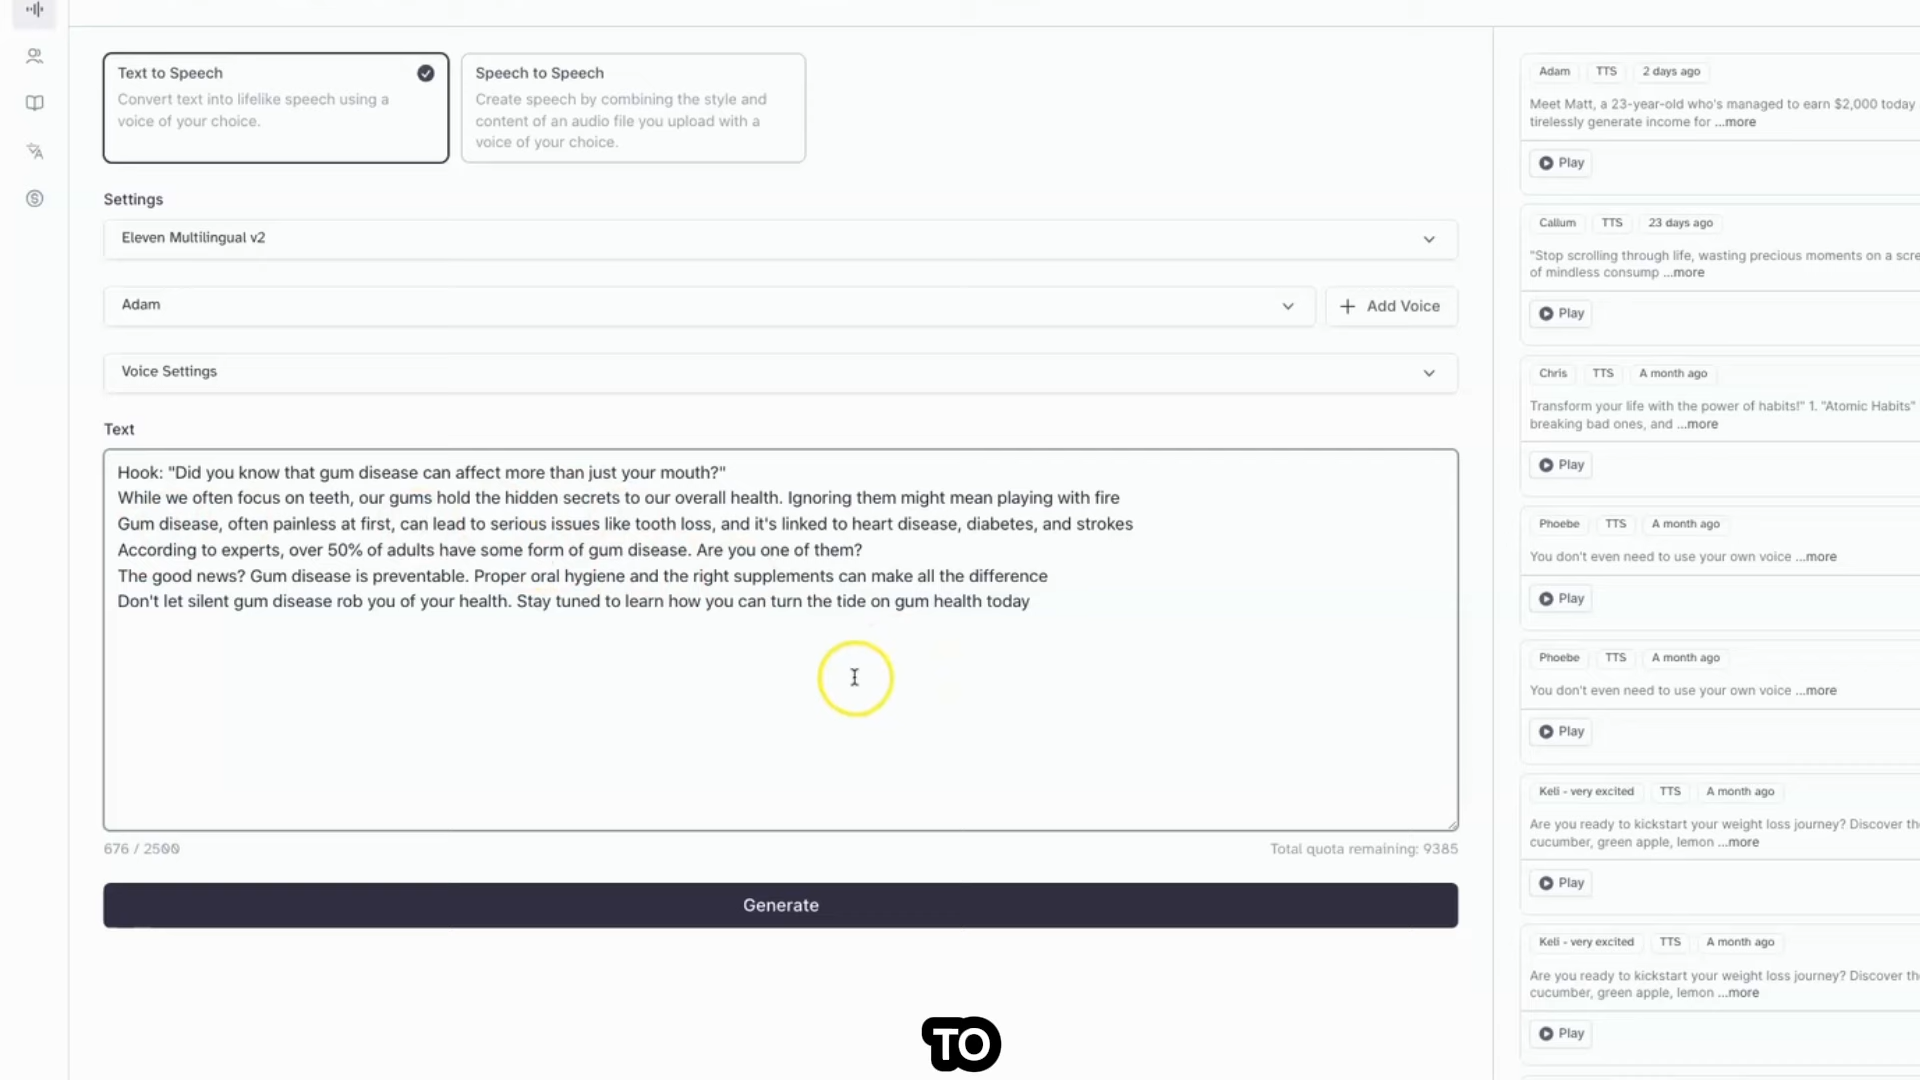 Text to Speech
Convert text into lifelike speech using a
voice of your choice.
Speech to Speech
Create speech by combining the style and
content of an audio file you upload with a
voice of your choice.
Settings
Eleven Multilingual v2
Adam
Add Voice
Voice Settings
Text
Hook: "Did you know that gum disease can affect more than just your mouth?"
While we often focus on teeth, our gums hold the hidden secrets to our overall health. Ignoring them might mean playing with fire
Gum disease, often painless at first, can lead to serious issues like tooth loss, and it's linked to heart disease, diabetes, and strokes
According to experts, over 50% of adults have some form of gum disease. Are you one of them?
The good news? Gum disease is preventable. Proper oral hygiene and the right supplements can make all the difference
Don't let silent gum disease rob you of your health. Stay tuned to learn how you can turn the tide on gum health today
676 / 2500
Total quota remaining: 9385
Generate
Adam TTS 2 days ago
Meet Matt, a 23-year-old who's managed to earn $2,000 today
tirelessly generate income for ...more
Play
Callum TTS 23 days ago
"Stop scrolling through life, wasting precious moments on a scre
of mindless consump ...more
Play
Chris TTS A month ago
Transform your life with the power of habits!" 1. "Atomic Habits"
breaking bad ones, and ...more
Play
Phoebe TTS A month ago
You don't even need to use your own voice ...more
Play
Phoebe TTS A month ago
You don't even need to use your own voice ...more
Play
Keli - very excited TTS A month ago
Are you ready to kickstart your weight loss journey? Discover th
cucumber, green apple, lemon ...more
Play
Keli - very excited TTS A month ago
Are you ready to kickstart your weight loss journey? Discover th
cucumber, green apple, lemon ...more
Play
TO